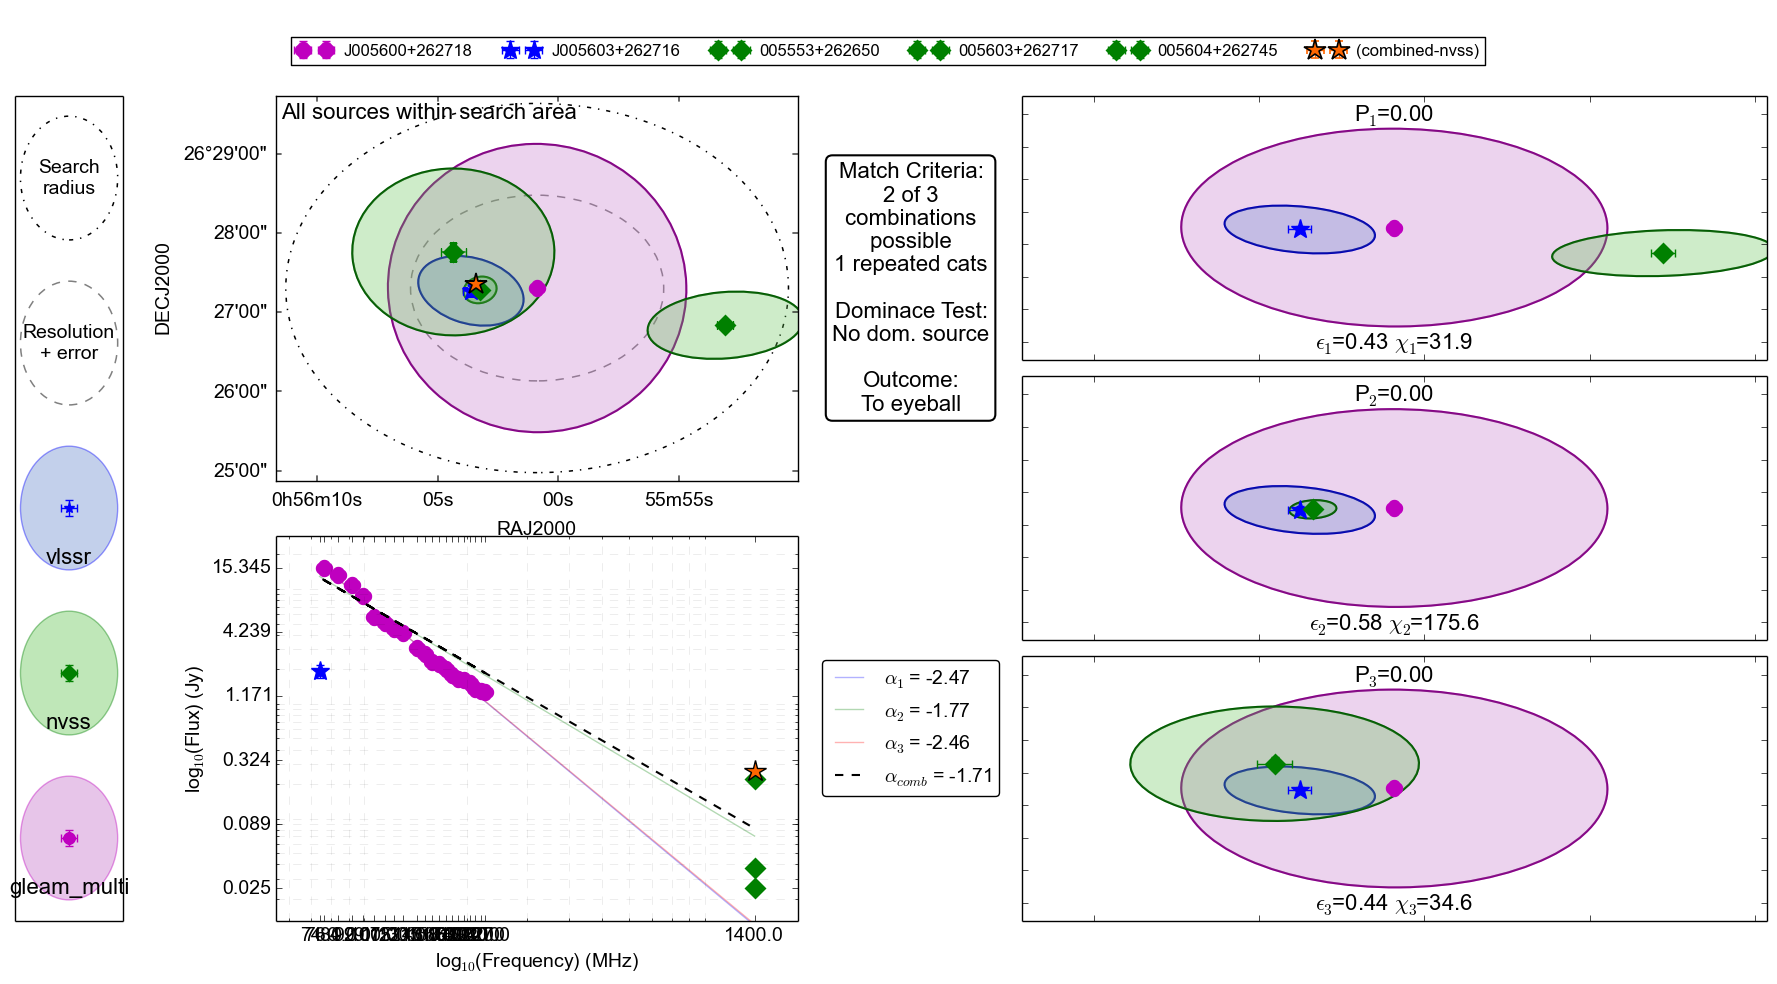 J005600+262718 J005603+262716 005553+262650 005603+262717 005604+262745 (combined-nvss)
Search
radius
Resolution
+ error
vlssr
nvss
gleam_multi
All sources within search area
DECJ2000
26°29'00"
28'00"
27'00"
26'00"
25'00"
0h56m10s 05s 00s 55m55s
RAJ2000
log10(Flux) (Jy)
15.345
4.239
1.171
0.324
0.089
0.025
1400.0
log10(Frequency) (MHz)
Match Criteria:
2 of 3
combinations
possible
1 repeated cats
Dominace Test:
No dom. source
Outcome:
To eyeball
α1 = -2.47
α2 = -1.77
α3 = -2.46
αcomb = -1.71
P1=0.00
ϵ1=0.43 χ1=31.9
P2=0.00
ϵ2=0.58 χ2=175.6
P3=0.00
ϵ3=0.44 χ3=34.6